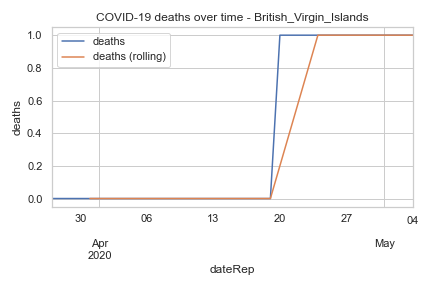 COVID-19 deaths over time - British_Virgin_Islands
deaths
deaths (rolling)
1.0
0.8
0.6
0.4
0.2
0.0
deaths
30 06 13 20 27 04
Apr May
2020
dateRep